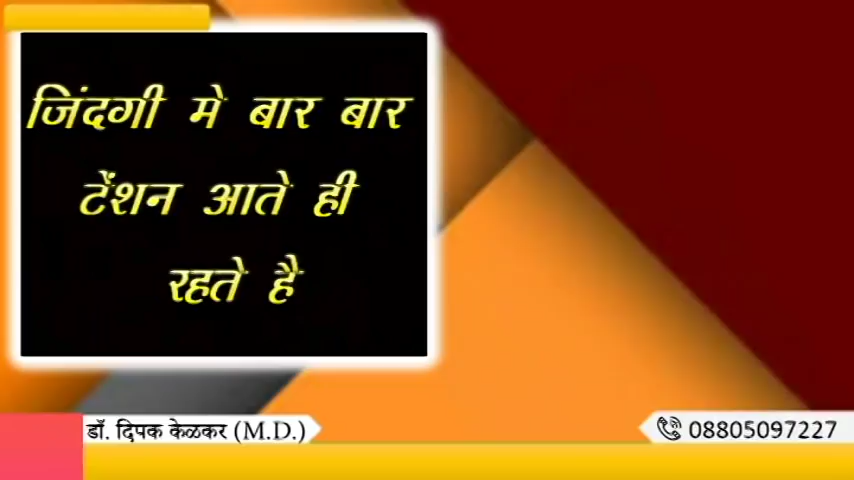 जिंदगी मे बार बार
टेंशन आते ही
रहते है
डॉ. दिपक केळकर (M.D.)
08805097227